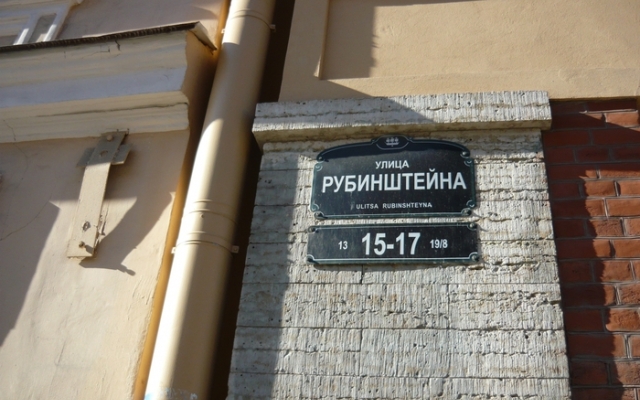 УЛИЦА
РУБИНШТЕЙНА
ULITSA RUBINSHTEYNA
13 15-17 19/8